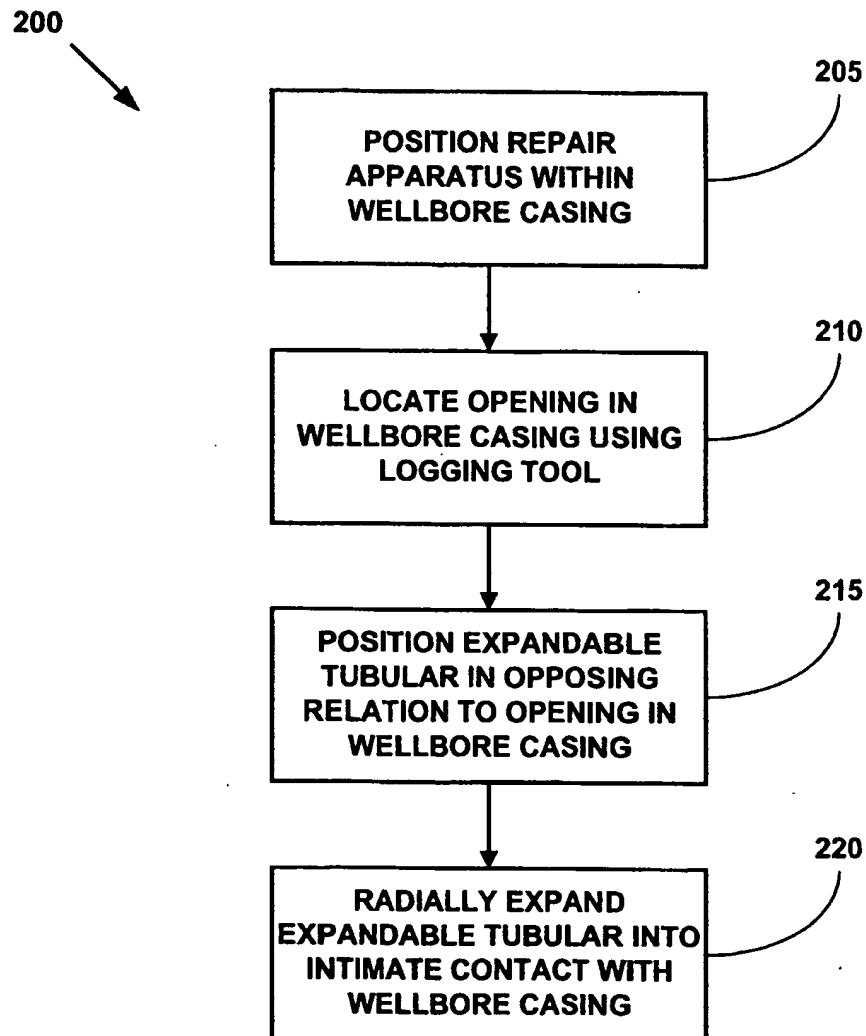 200
205
POSITION REPAIR
APPARATUS WITHIN
WELLBORE CASING
210
LOCATE OPENING IN
WELLBORE CASING USING
LOGGING TOOL
215
POSITION EXPANDABLE
TUBULAR IN OPPOSING
RELATION TO OPENING IN
WELLBORE CASING
220
RADIALLY EXPAND
EXPANDABLE TUBULAR INTO
INTIMATE CONTACT WITH
WELLBORE CASING